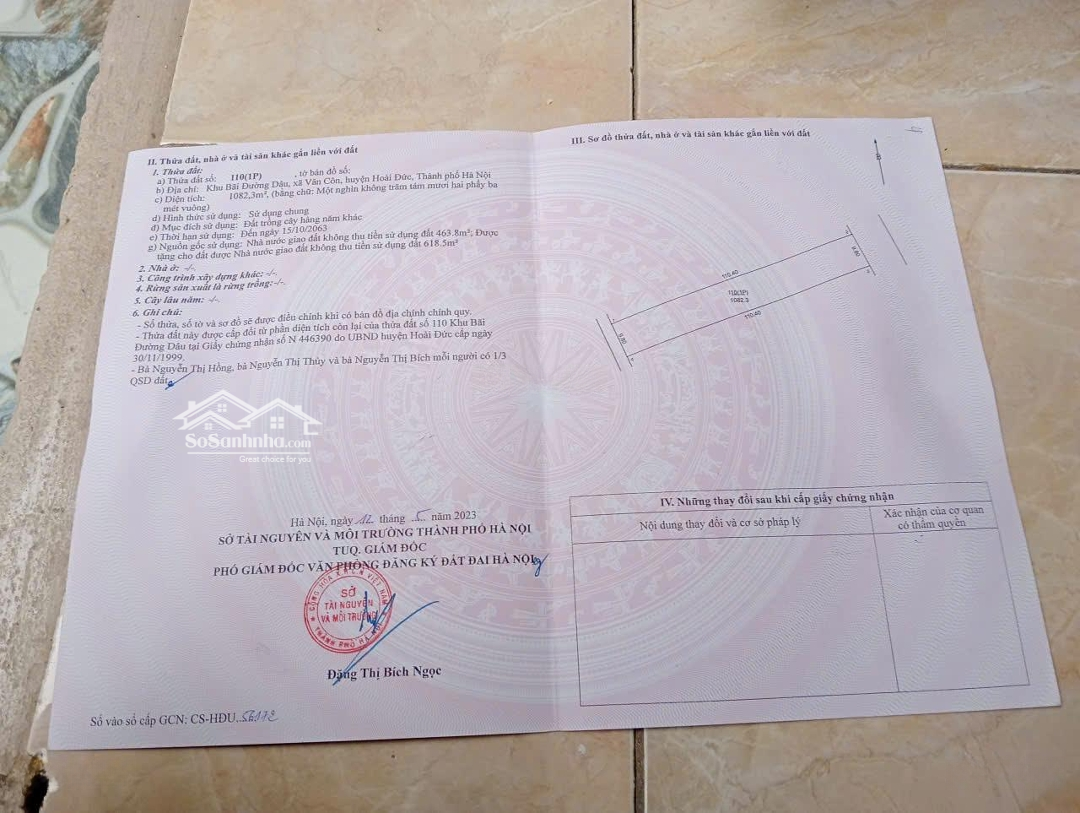 II. Thửa đất, nhà ở và tài sản khác gắn liền với đất
1. Thửa đất:
a) Thửa đất số: 110(1P) , tờ bản đồ số:
b) Địa chỉ: Khu Bãi Đường Dậu, xã Vân Côn, huyện Hoài Đức, Thành phố Hà Nội
c) Diện tích: 1082,3m², (bằng chữ: Một nghìn không trăm tám mươi hai phẩy ba
mét vuông)
d) Hình thức sử dụng: Sử dụng chung
đ) Mục đích sử dụng: Đất trồng cây hàng năm khác
e) Thời hạn sử dụng: Đến ngày 15/10/2063
g) Nguồn gốc sử dụng: Nhà nước giao đất không thu tiền sử dụng đất 463.8m²; Được
tặng cho đất được Nhà nước giao đất không thu tiền sử dụng đất 618.5m²
2. Nhà ở: -/-.
3. Công trình xây dựng khác: -/-.
4. Rừng sản xuất là rừng trồng: -/-.
5. Cây lâu năm: -/-.
6. Ghi chú:
- Số thửa, số tờ và sơ đồ sẽ được điều chỉnh khi có bản đồ địa chính chính quy.
- Thửa đất này được cấp đổi từ phần diện tích còn lại của thửa đất số 110 Khu Bãi
Đường Dâu tại Giấy chứng nhận số N 446390 do UBND huyện Hoài Đức cấp ngày
30/11/1999.
- Bà Nguyễn Thị Hồng, bà Nguyễn Thị Thủy và bà Nguyễn Thị Bích mỗi người có 1/3
QSD đất.
SoSanhnha.com
Great choice for you
Hà Nội, ngày 12 tháng 5 năm 2023
SỞ TÀI NGUYÊN VÀ MÔI TRƯỜNG THÀNH PHỐ HÀ NỘI
TUQ. GIÁM ĐỐC
PHÓ GIÁM ĐỐC VĂN PHÒNG ĐĂNG KÝ ĐẤT ĐAI HÀ NỘI
CỘNG HÒA X.H.C.N VIỆT NAM
SỞ
TÀI NGUYÊN
VÀ MÔI TRƯỜNG
THÀNH PHỐ HÀ NỘI
Đặng Thị Bích Ngọc
Số vào sổ cấp GCN: CS-HĐU.
III. Sơ đồ thửa đất, nhà ở và tài sản khác gắn liền với đất
B
110.40
9.80
110(1P)
1082.3
110.40
9.80
IV. Những thay đổi sau khi cấp giấy chứng nhận
Nội dung thay đổi và cơ sở pháp lý
Xác nhận của cơ quan
có thẩm quyền